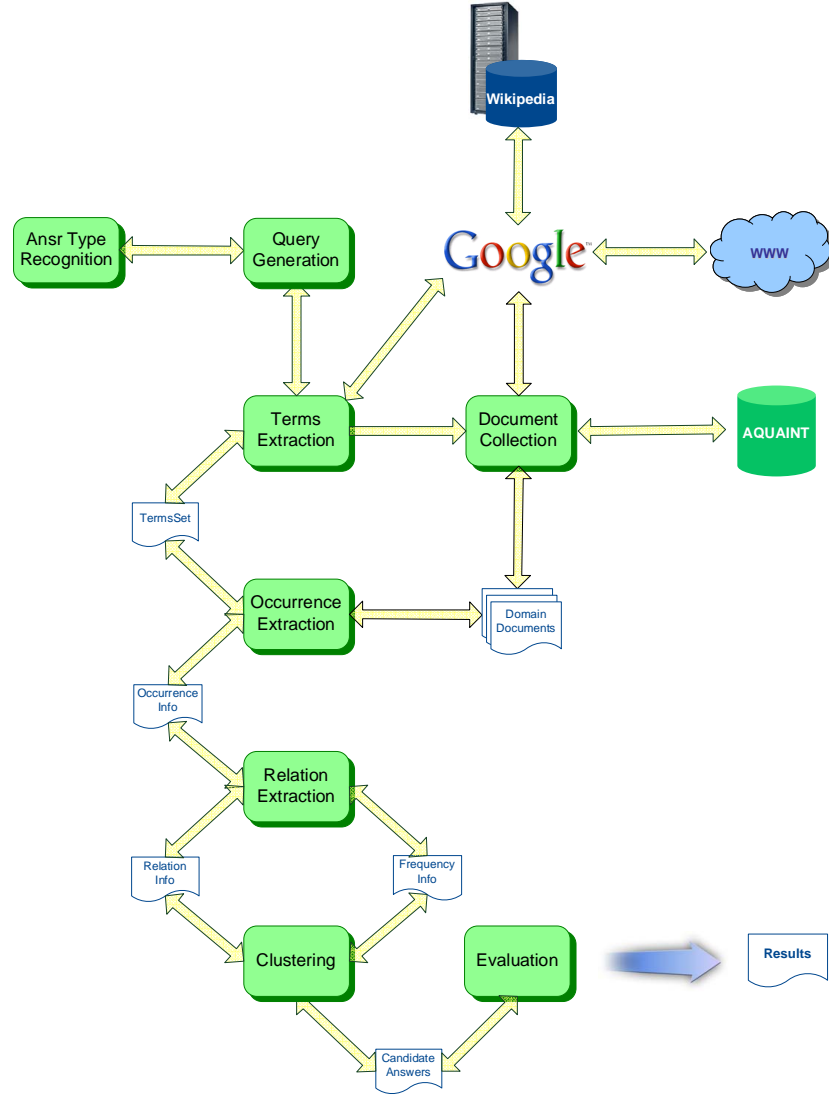 Wikipedia
Ansr Type
Recognition
Query
Generation
Google™
WWW
Terms
Extraction
Document
Collection
AQUAINT
TermsSet
Occurrence
Extraction
Domain
Documents
Occurrence
Info
Relation
Extraction
Relation
Info
Frequency
Info
Clustering
Evaluation
Results
Candidate
Answers